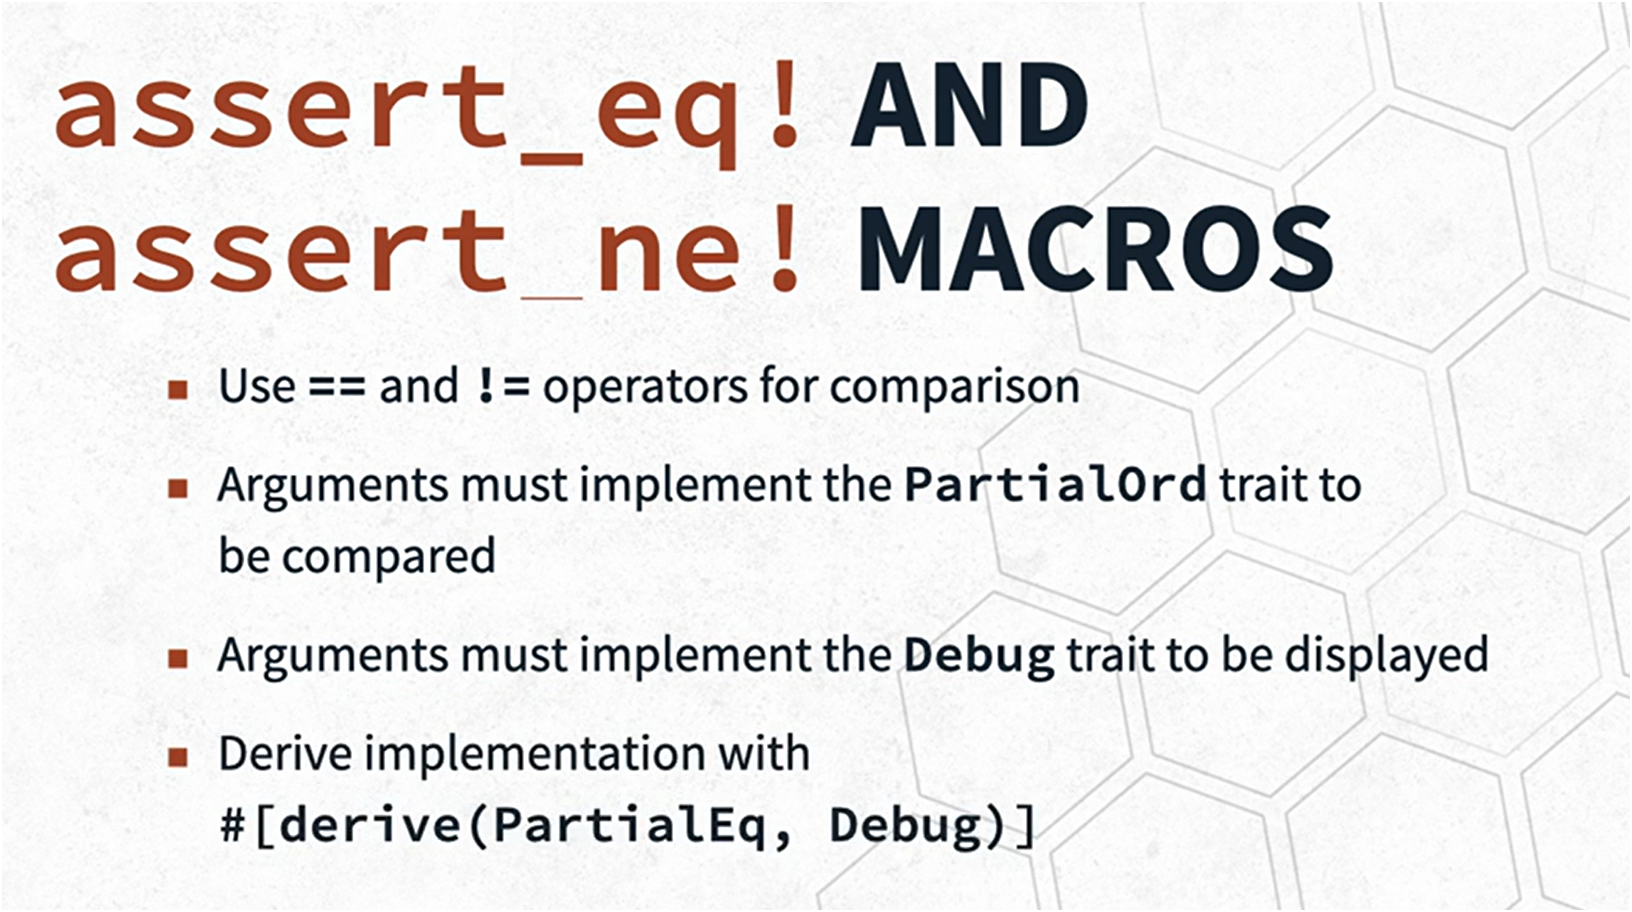 assert_eq! AND
assert_ne! MACROS
Use == and != operators for comparison
Arguments must implement the PartialOrd trait to
be compared
Arguments must implement the Debug trait to be displayed
Derive implementation with
#[derive(PartialEq, Debug)]